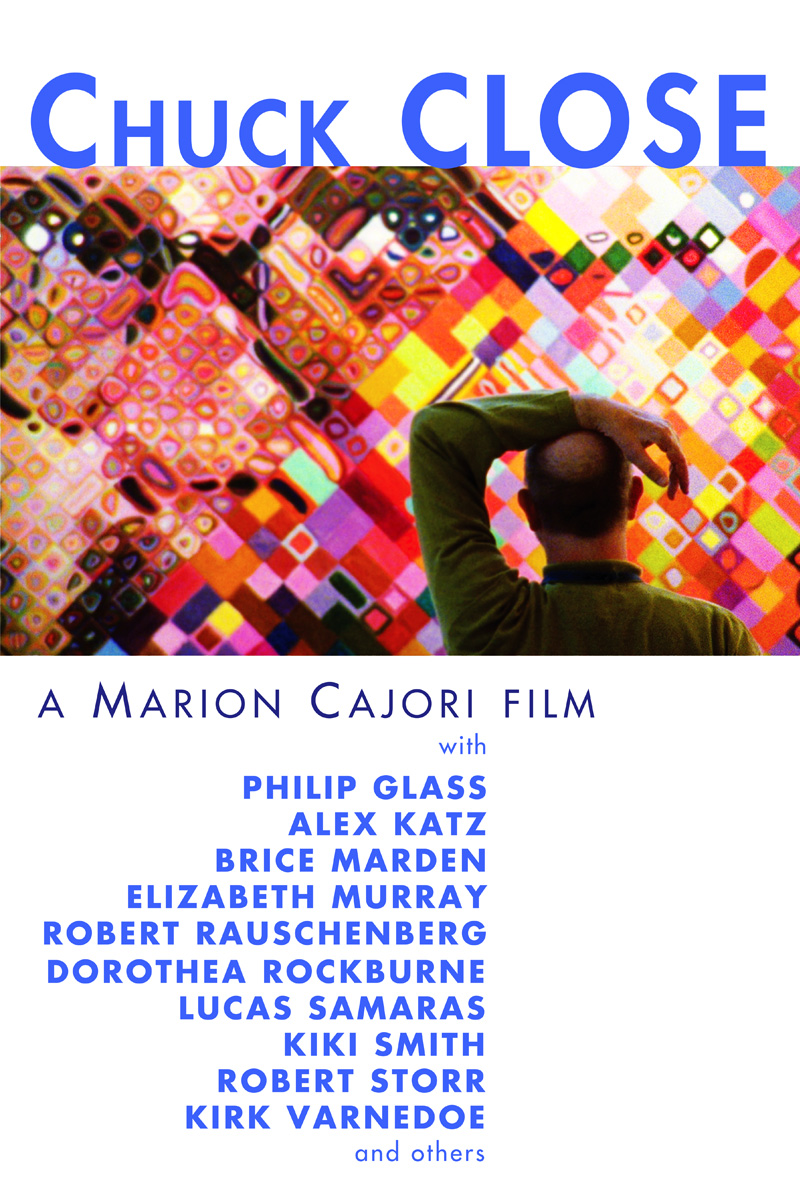 CHUCK CLOSE
A MARION CAJORI FILM
with
PHILIP GLASS
ALEX KATZ
BRICE MARDEN
ELIZABETH MURRAY
ROBERT RAUSCHENBERG
DOROTHEA ROCKBURNE
LUCAS SAMARAS
KIKI SMITH
ROBERT STORR
KIRK VARNEDOE
and others